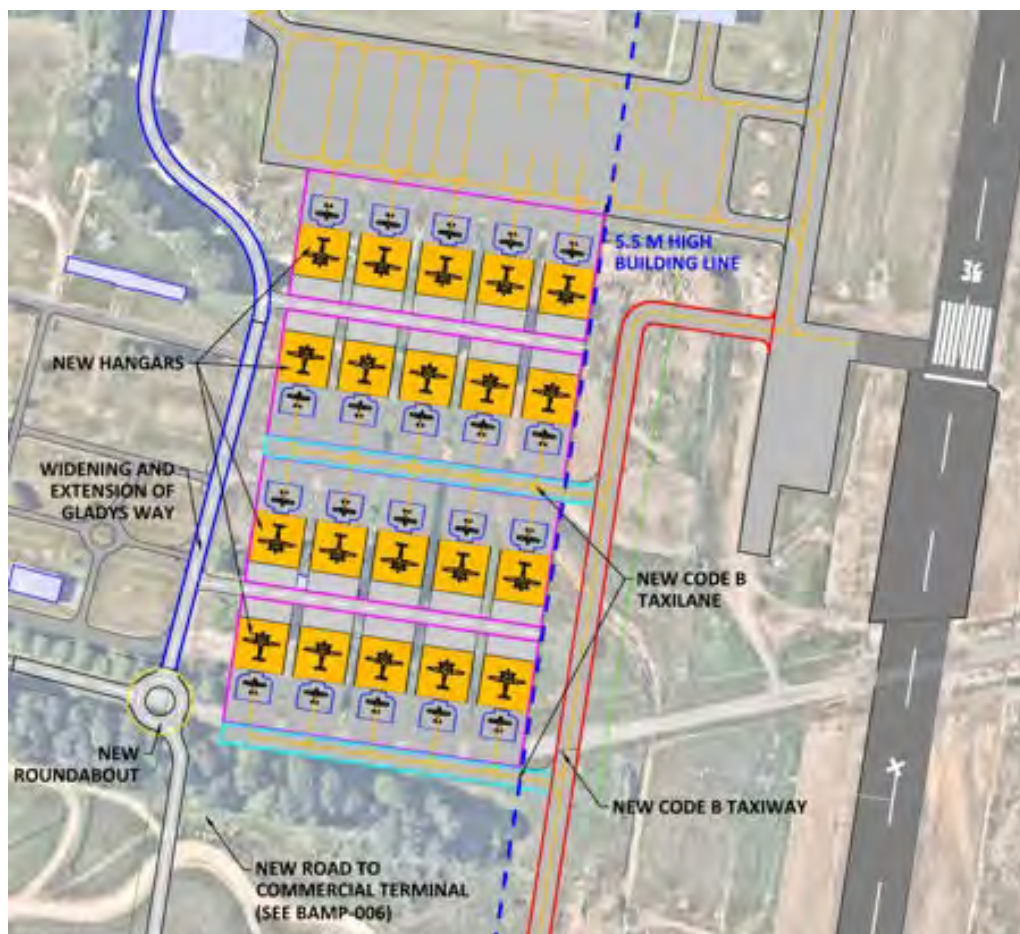 5.5 M HIGH
BUILDING LINE
36
NEW HANGARS
WIDENING AND
EXTENSION OF
GLADYS WAY
NEW CODE B
TAXILANE
NEW
ROUNDABOUT
NEW CODE B TAXIWAY
NEW ROAD TO
COMMERCIAL TERMINAL
(SEE BAMP-006)